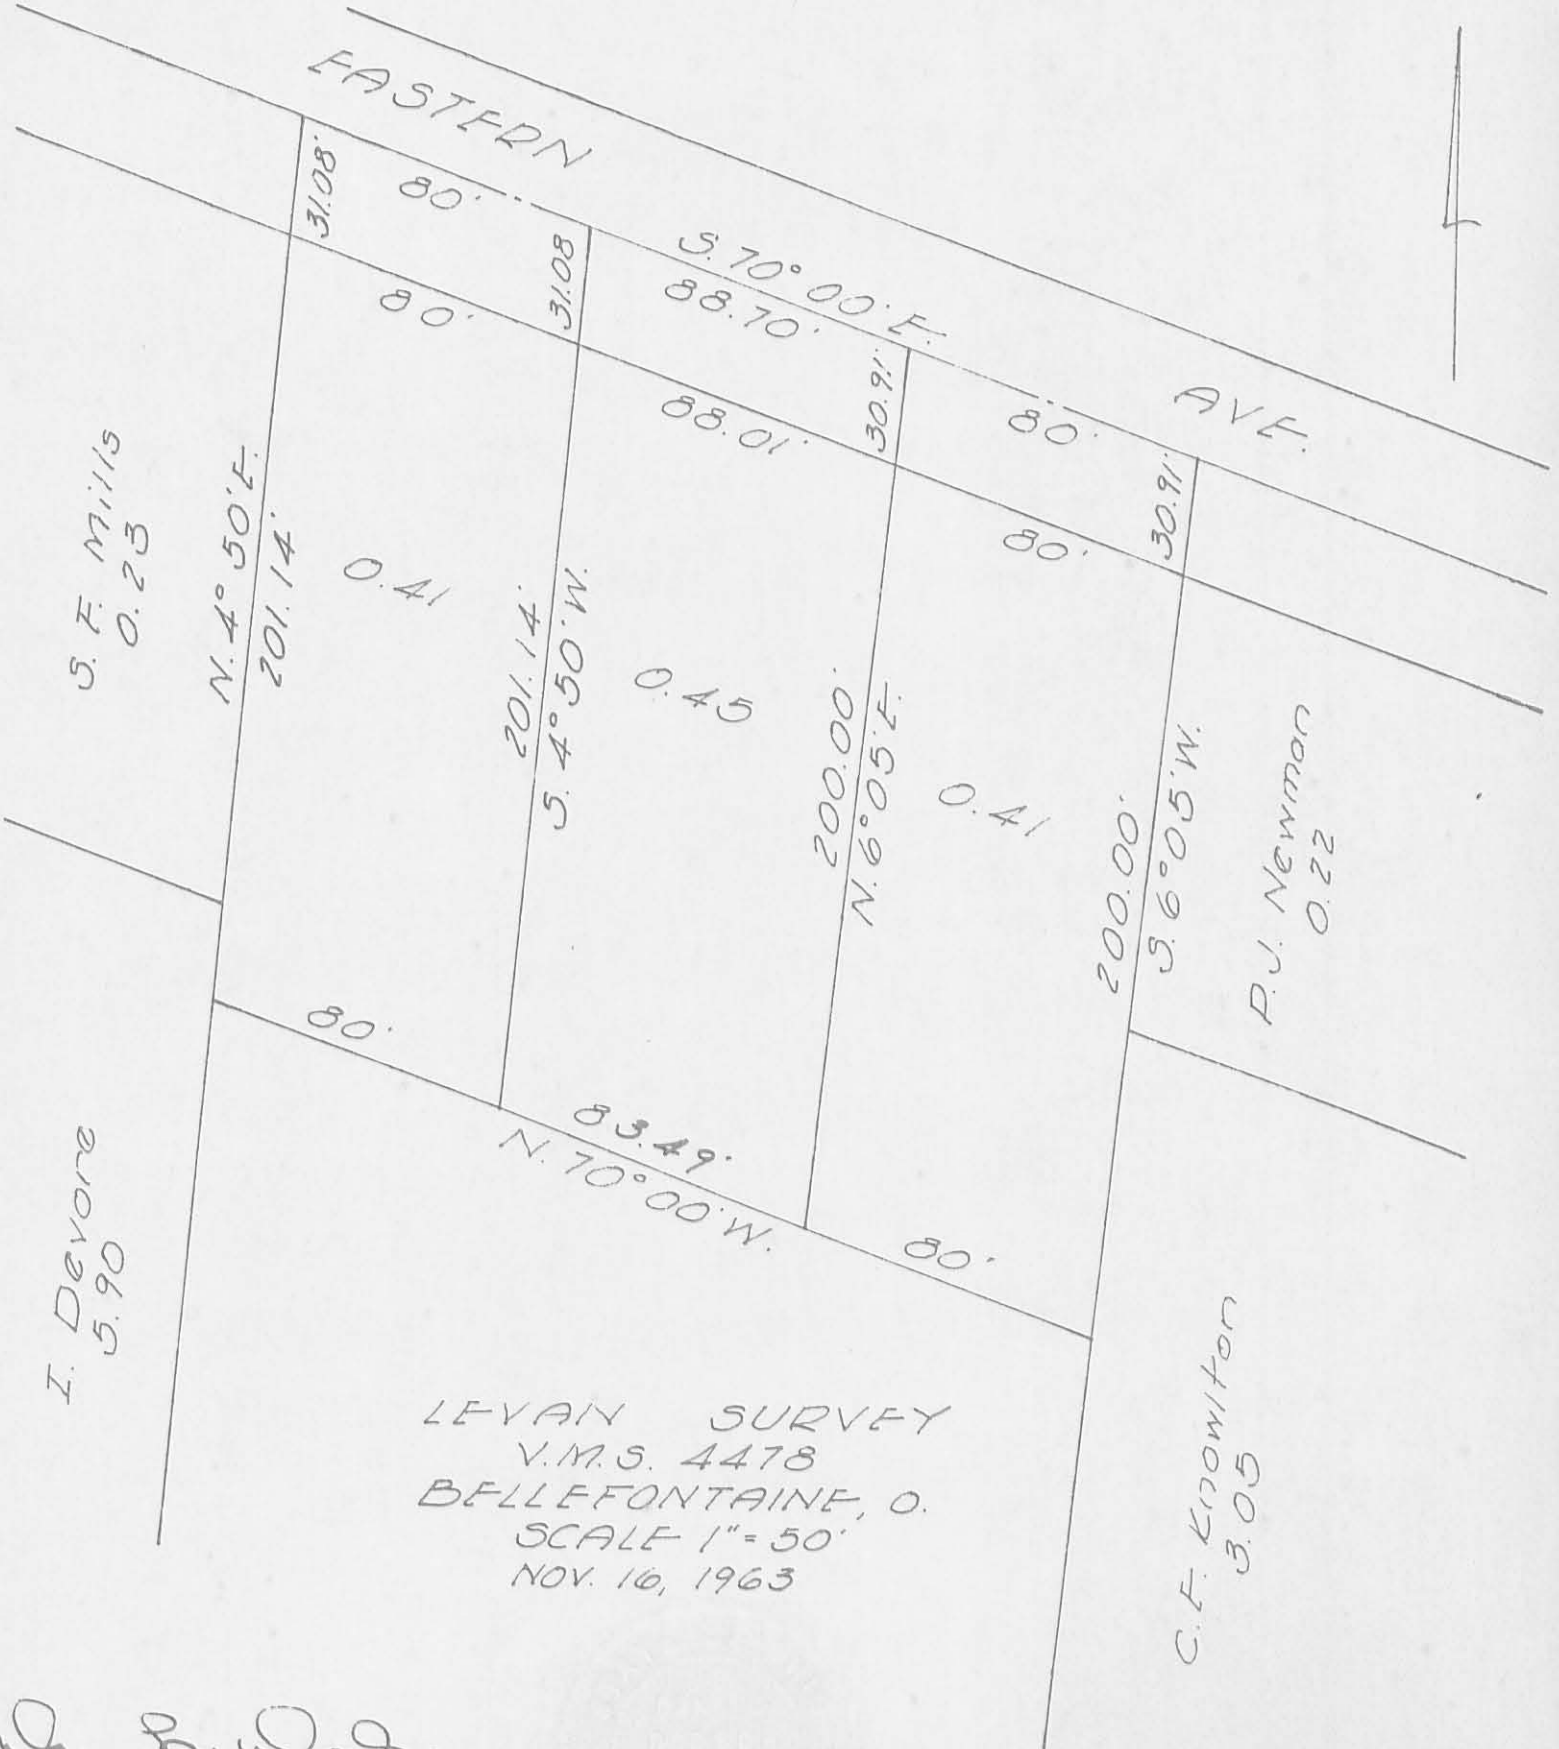 EASTERN
AVE.
31.08'
80'
31.08
S. 70° 00' E.
88.70'
30.91'
80'
30.91'
80'
88.01'
80'
S. F. Mills
0.23
N. 4° 50' E.
201.14'
0.41
201.14'
S. 4° 50' W.
0.45
200.00'
N. 6° 05' E.
0.41
200.00'
S. 6° 05' W.
P.J. Newman
0.22
80'
83.49'
N. 70° 00' W.
80'
I. Devore
5.90
C. F. Knowlton
3.05
LEVAN SURVEY
V.M.S. 4478
BELLEFONTAINE, O.
SCALE 1" = 50'
NOV. 16, 1963